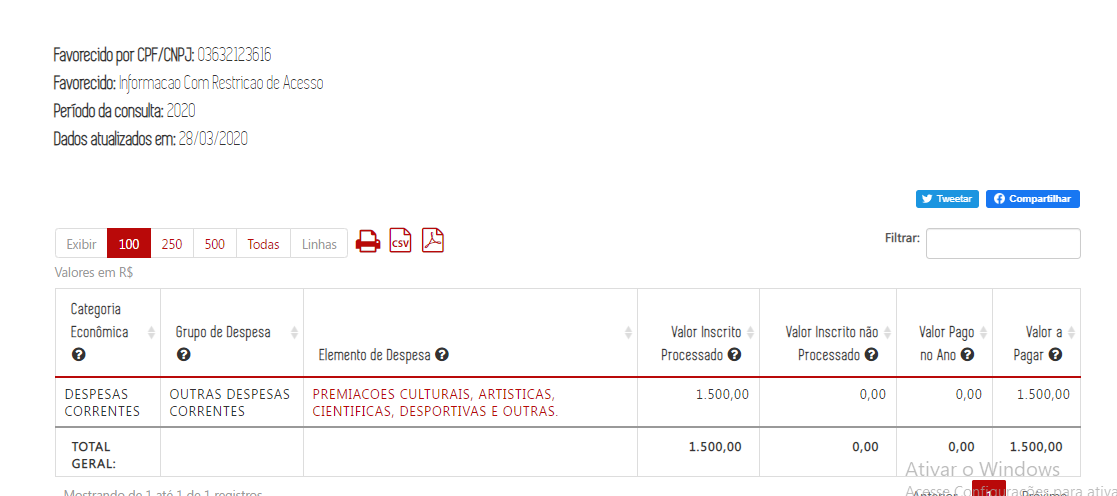 Favorecido por CPF/CNPJ: 03632123616
Favorecido: Informacao Com Restricao de Acesso
Período da consulta: 2020
Dados atualizados em: 28/03/2020
Tweetar Compartilhar
Exibir 100 250 500 Todas Linhas CSV Filtrar:
Valores em R$
Categoria
Econômica Grupo de Despesa Valor Inscrito Valor Inscrito não Valor Pago Valor a
Elemento de Despesa Processado Processado no Ano Pagar
DESPESAS OUTRAS DESPESAS PREMIACOES CULTURAIS, ARTISTICAS, 1.500,00 0,00 0,00 1.500,00
CORRENTES CORRENTES CIENTIFICAS, DESPORTIVAS E OUTRAS.
TOTAL 1.500,00 0,00 0,00 1.500,00
GERAL:
Ativar o Windows
Mostrando de 1 até 1 de 1 registros Anterior 1 Próximo
Acesse Configurações para ativa